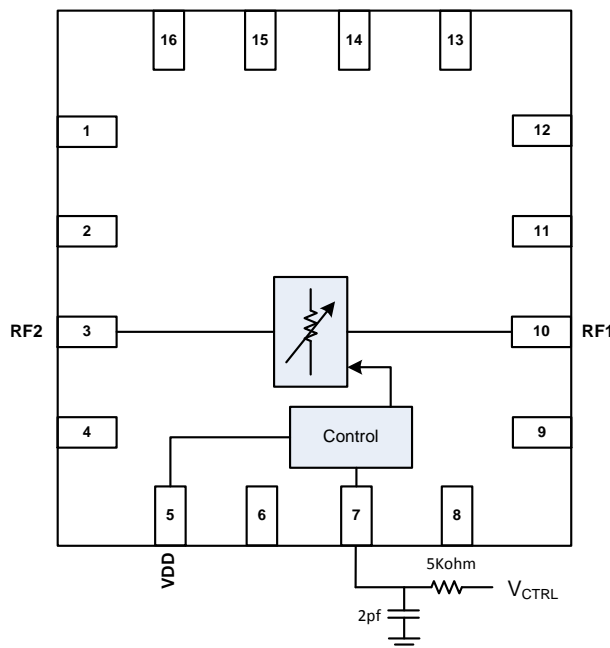 16 15 14 13
1 12
2 11
RF2 3 10 RF1
4 Control 9
5 6 7 8
VDD
5Kohm
V_CTRL
2pf